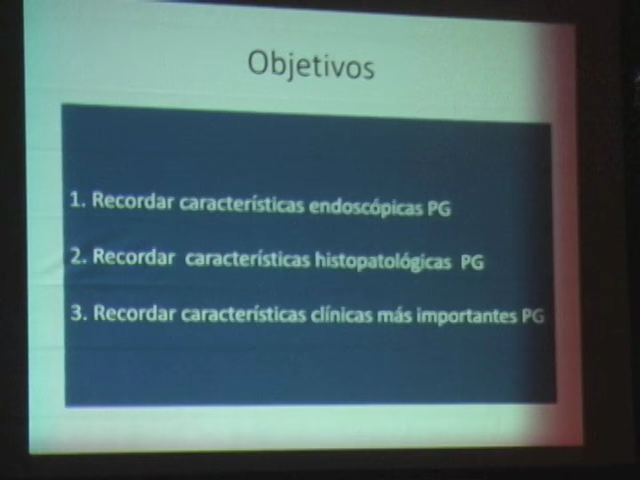 Objetivos
1. Recordar características endoscópicas PG
2. Recordar características histopatológicas PG
3. Recordar características clínicas más importantes PG